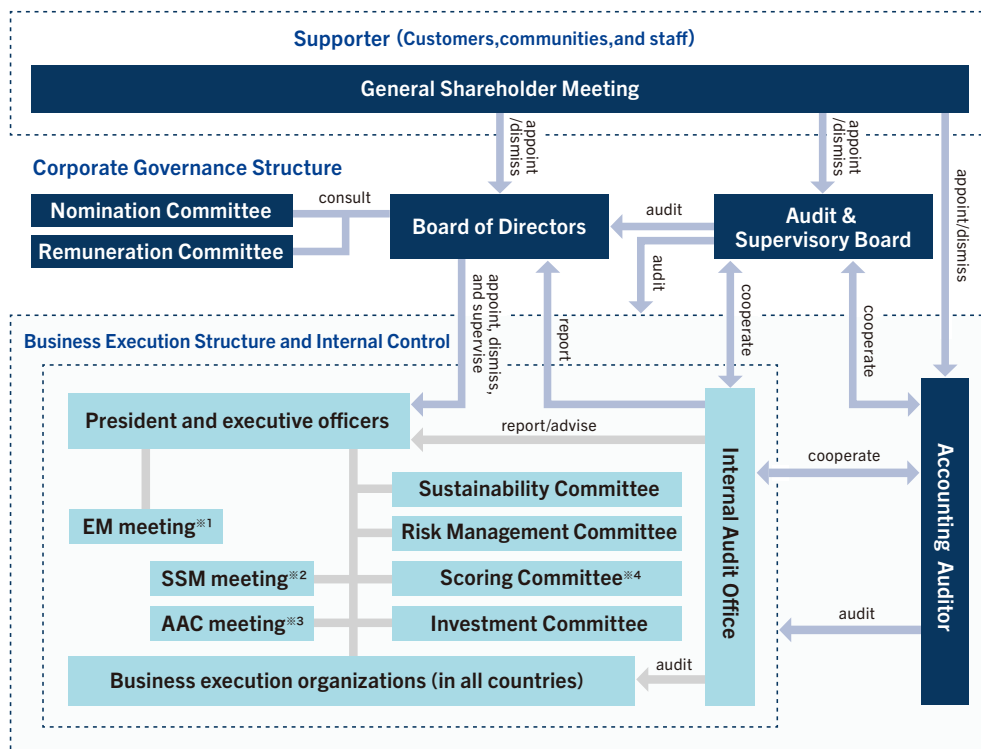 Supporter (Customers,communities,and staff)
General Shareholder Meeting
appoint
/dismiss
appoint
/dismiss
appoint/dismiss
Corporate Governance Structure
Nomination Committee
Remuneration Committee
consult
Board of Directors
audit
Audit &
Supervisory Board
audit
appoint, dismiss,
and supervise
report
cooperate
cooperate
Business Execution Structure and Internal Control
President and executive officers
report/advise
Internal Audit Office
cooperate
Accounting Auditor
EM meeting※1
Sustainability Committee
Risk Management Committee
SSM meeting※2
Scoring Committee※4
AAC meeting※3
Investment Committee
audit
audit
Business execution organizations (in all countries)